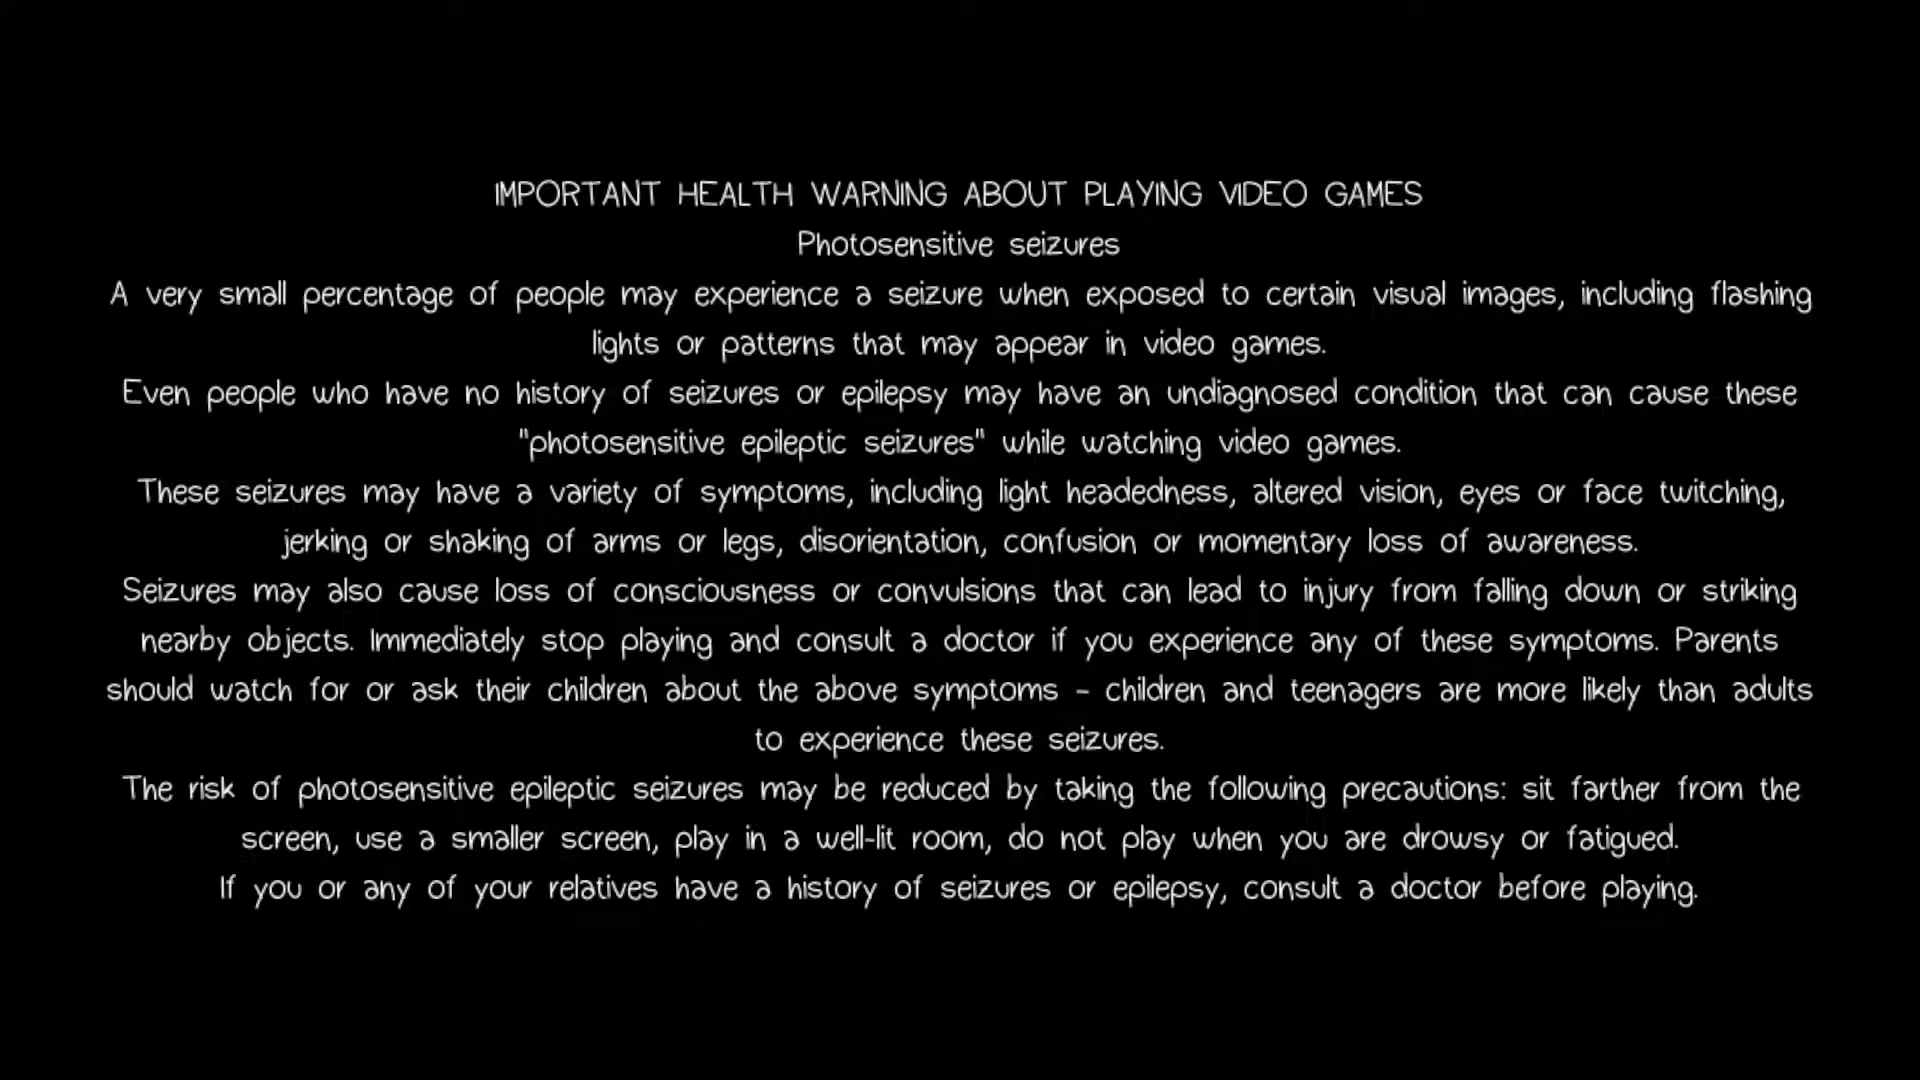 IMPORTANT HEALTH WARNING ABOUT PLAYING VIDEO GAMES
Photosensitive seizures
A very small percentage of people may experience a seizure when exposed to certain visual images, including flashing
lights or patterns that may appear in video games.
Even people who have no history of seizures or epilepsy may have an undiagnosed condition that can cause these
"photosensitive epileptic seizures" while watching video games.
These seizures may have a variety of symptoms, including light headedness, altered vision, eyes or face twitching,
jerking or shaking of arms or legs, disorientation, confusion or momentary loss of awareness.
Seizures may also cause loss of consciousness or convulsions that can lead to injury from falling down or striking
nearby objects. Immediately stop playing and consult a doctor if you experience any of these symptoms. Parents
should watch for or ask their children about the above symptoms - children and teenagers are more likely than adults
to experience these seizures.
The risk of photosensitive epileptic seizures may be reduced by taking the following precautions: sit farther from the
screen, use a smaller screen, play in a well-lit room, do not play when you are drowsy or fatigued.
If you or any of your relatives have a history of seizures or epilepsy, consult a doctor before playing.